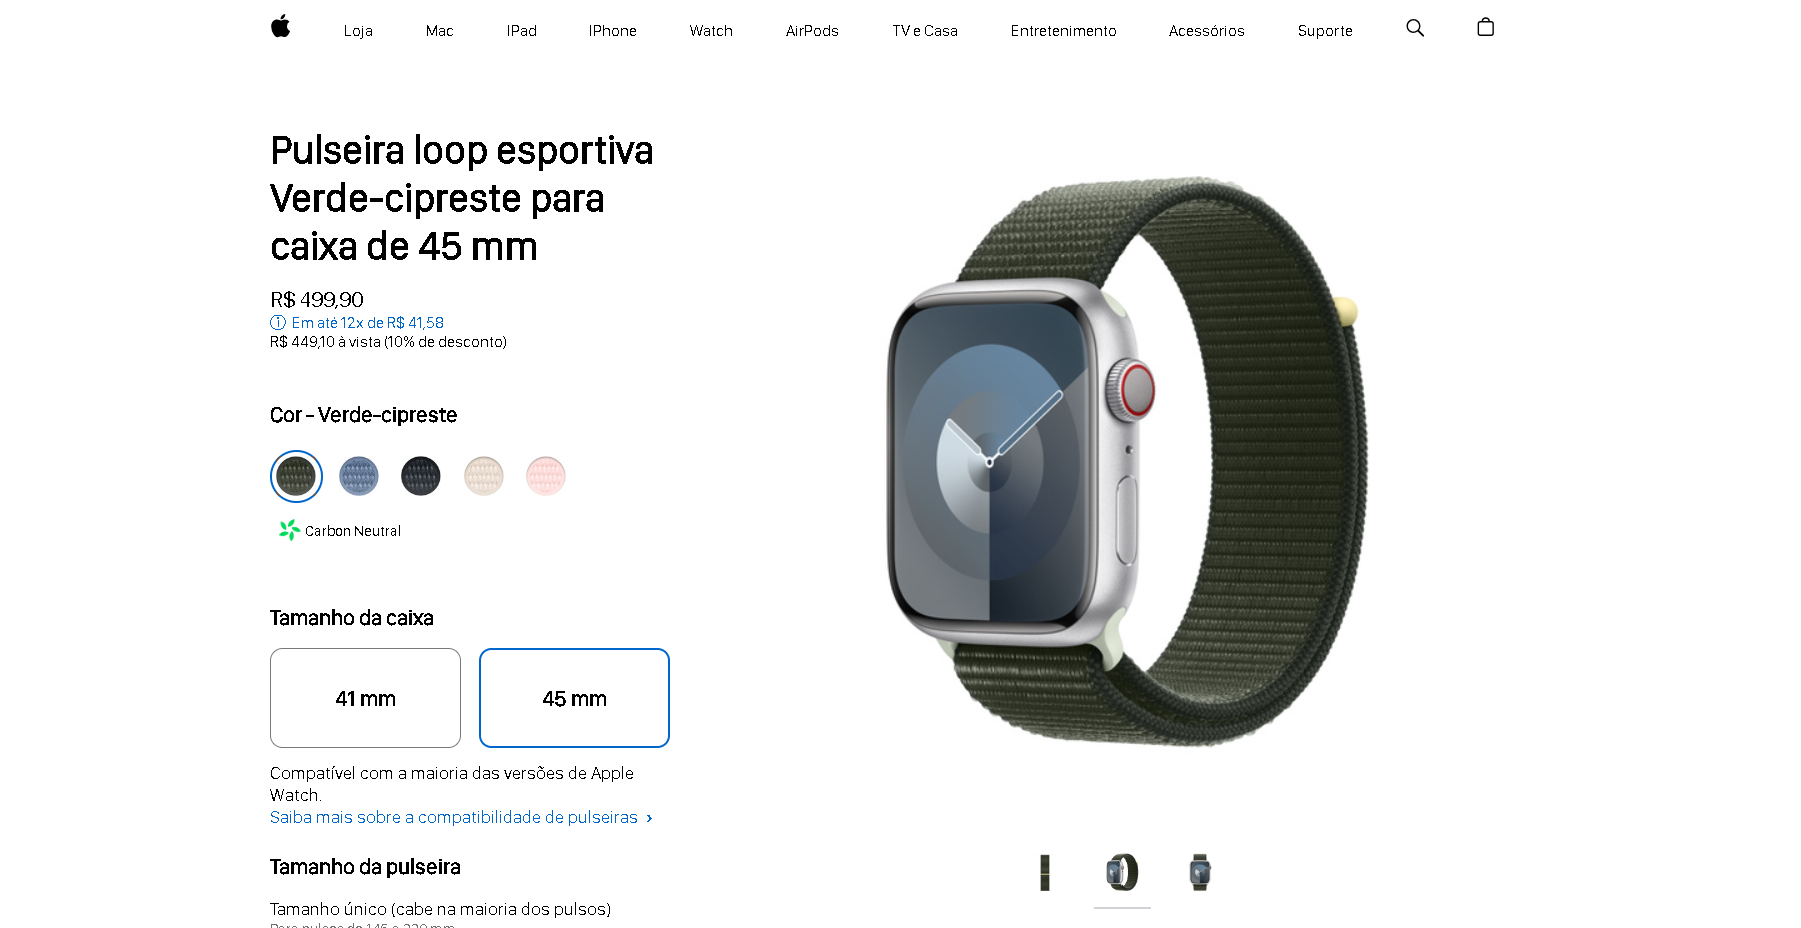 Loja Mac IPad IPhone Watch AirPods TV e Casa Entretenimento Acessórios Suporte
Pulseira loop esportiva
Verde-cipreste para
caixa de 45 mm
R$ 499,90
Em até 12x de R$ 41,58
R$ 449,10 à vista (10% de desconto)
Cor - Verde-cipreste
Carbon Neutral
Tamanho da caixa
41 mm 45 mm
Compatível com a maioria das versões de Apple
Watch.
Saiba mais sobre a compatibilidade de pulseiras ›
Tamanho da pulseira
Tamanho único (cabe na maioria dos pulsos)